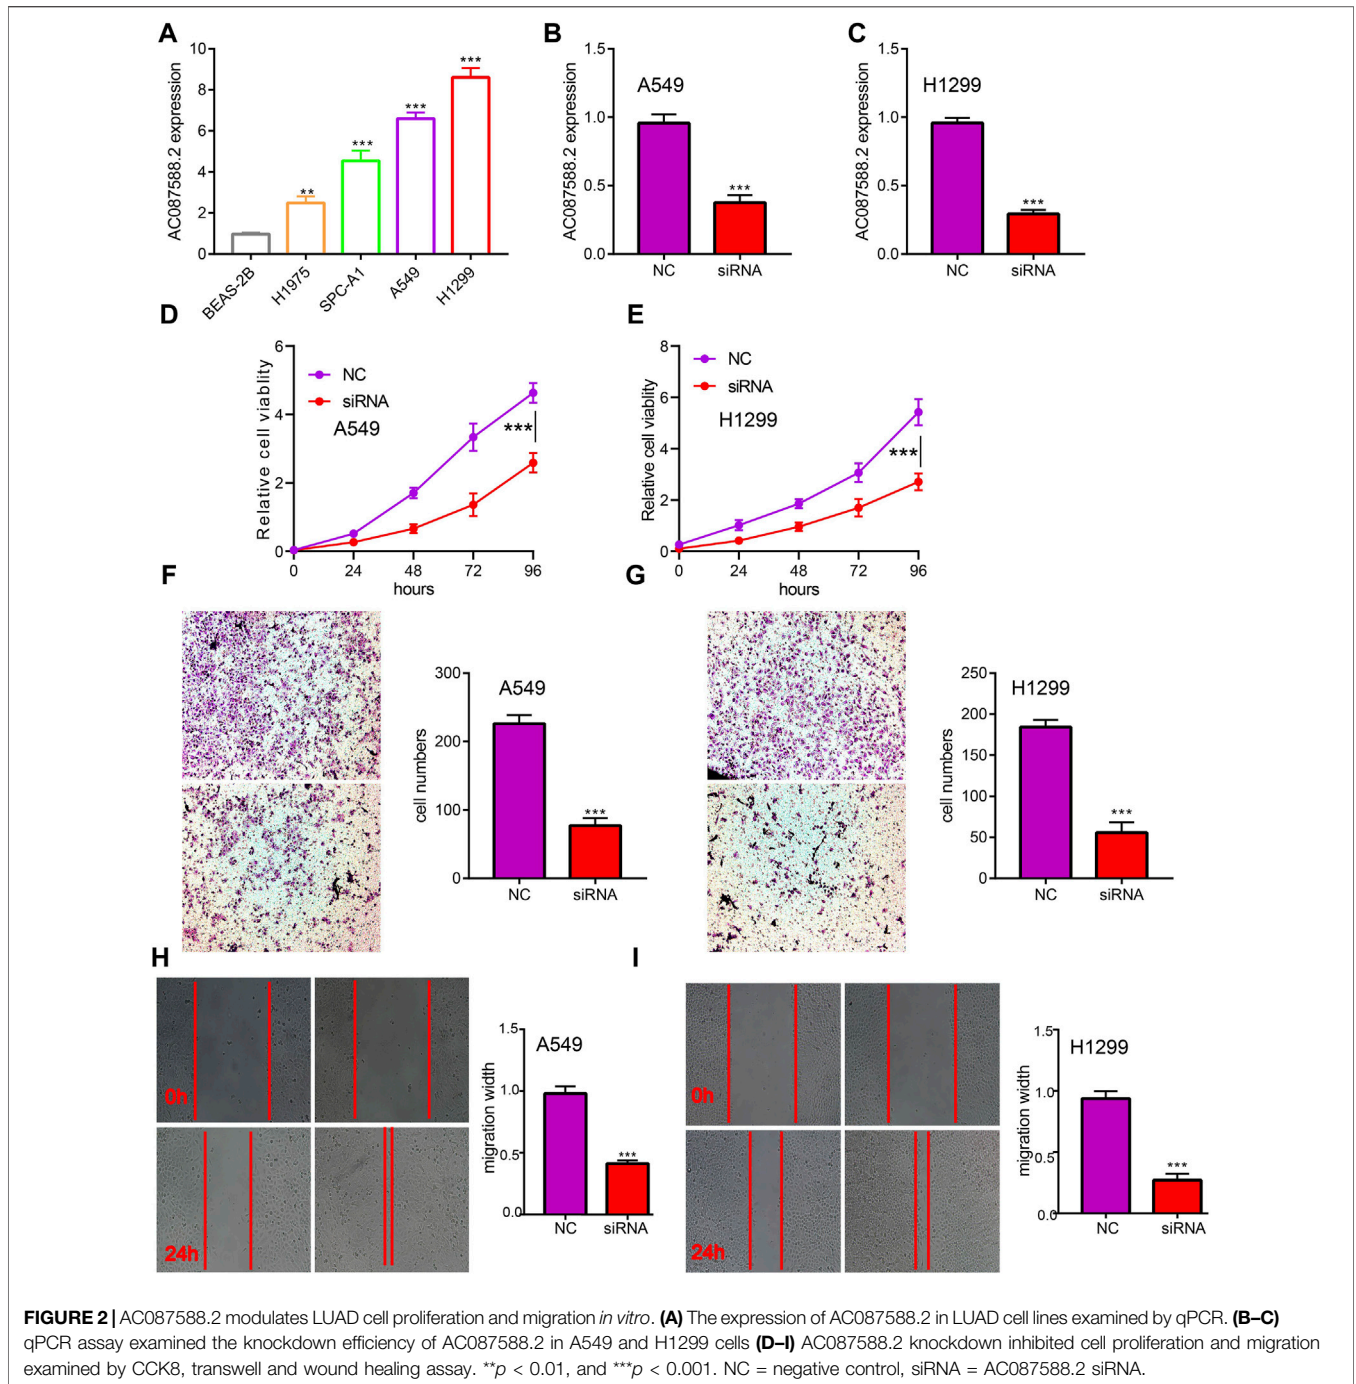 A
AC087588.2 expression
10
8
6
4
2
0
**
***
***
***
BEAS-2B
H1975
SPC-A1
A549
H1299
B
AC087588.2 expression
1.5
1.0
0.5
0.0
A549
***
NC
siRNA
C
AC087588.2 expression
1.5
1.0
0.5
0.0
H1299
***
NC
siRNA
D
Relative cell viablity
6
4
2
0
NC
siRNA
A549
***
0
24
48
72
96
hours
E
Relative cell viablity
8
6
4
2
0
NC
siRNA
H1299
***
0
24
48
72
96
hours
F
cell numbers
300
200
100
0
A549
***
NC
siRNA
G
cell numbers
250
200
150
100
50
0
H1299
***
NC
siRNA
H
0h
24h
migration width
1.5
1.0
0.5
0.0
A549
***
NC
siRNA
I
0h
24h
migration width
1.5
1.0
0.5
0.0
H1299
***
NC
siRNA
FIGURE 2 | AC087588.2 modulates LUAD cell proliferation and migration in vitro. (A) The expression of AC087588.2 in LUAD cell lines examined by qPCR. (B–C)
qPCR assay examined the knockdown efficiency of AC087588.2 in A549 and H1299 cells (D–I) AC087588.2 knockdown inhibited cell proliferation and migration
examined by CCK8, transwell and wound healing assay. **p < 0.01, and ***p < 0.001. NC = negative control, siRNA = AC087588.2 siRNA.